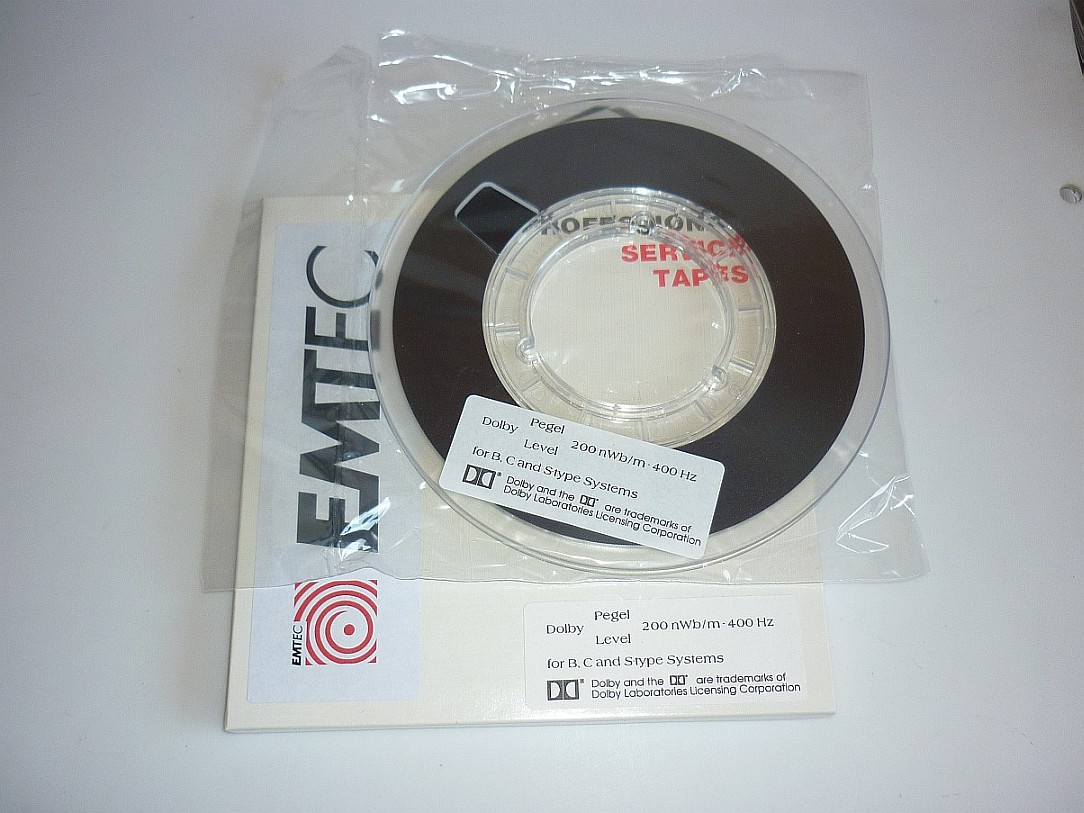 PROFESSIONAL
SERVICE
TAPES
EMTEC
EMTEC
Dolby Pegel
Level 200 nWb/m - 400 Hz
for B, C and S-type Systems
Dolby and the DD are trademarks of
Dolby Laboratories Licensing Corporation
Dolby Pegel
Level 200 nWb/m - 400 Hz
for B, C and S-type Systems
Dolby and the DD are trademarks of
Dolby Laboratories Licensing Corporation